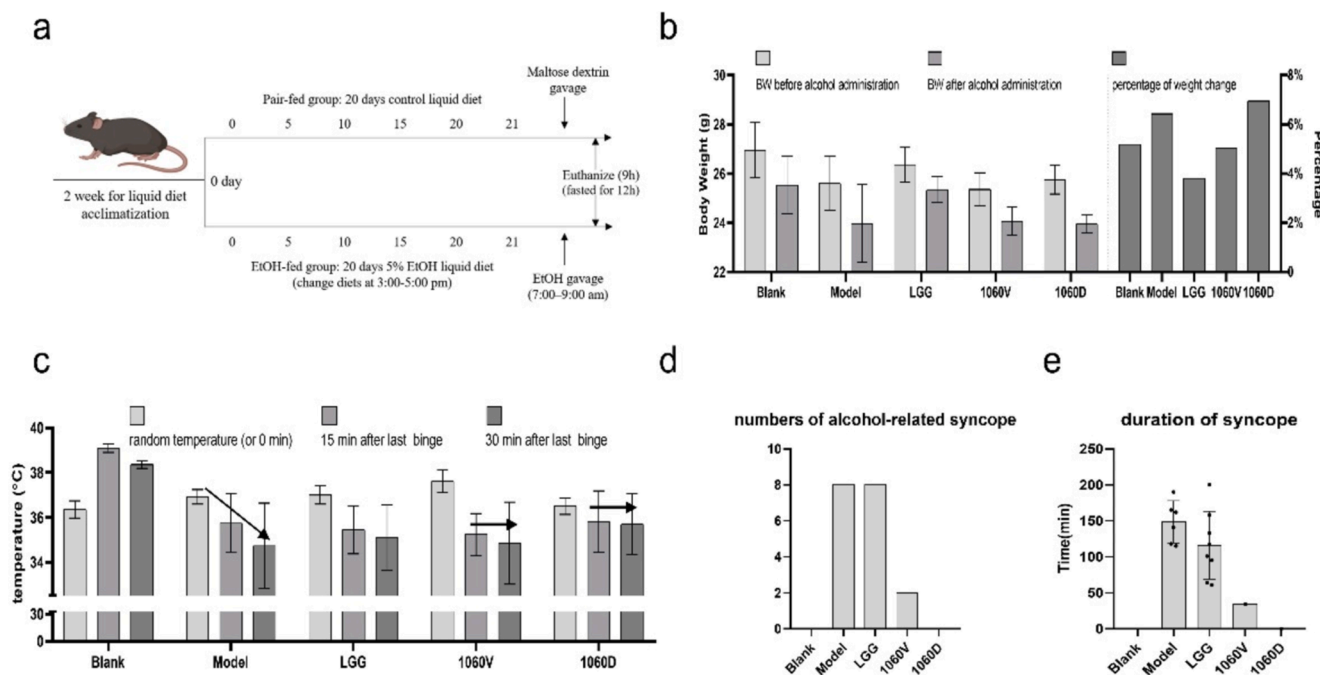 a
Maltose dextrin
gavage
Pair-fed group: 20 days control liquid diet
0 5 10 15 20 21
0 day
2 week for liquid diet
acclimatization
Euthanize (9h)
(fasted for 12h)
0 5 10 15 20 21
EtOH-fed group: 20 days 5% EtOH liquid diet
(change diets at 3:00-5:00 pm)
EtOH gavage
(7:00–9:00 am)
b
BW before alcohol administration
BW after alcohol administration
percentage of weight change
Body Weight (g)
30
28
26
24
22
8%
6%
4%
2%
0
Percentage
Blank Model LGG 1060V 1060D
Blank Model LGG 1060V 1060D
c
random temperature (or 0 min)
15 min after last binge
30 min after last binge
temperature (°C)
40
38
36
34
30
0
Blank Model LGG 1060V 1060D
d
numbers of alcohol-related syncope
8
6
4
2
0
Blank Model LGG 1060V 1060D
e
duration of syncope
Time(min)
250
200
150
100
50
0
Blank Model LGG 1060V 1060D